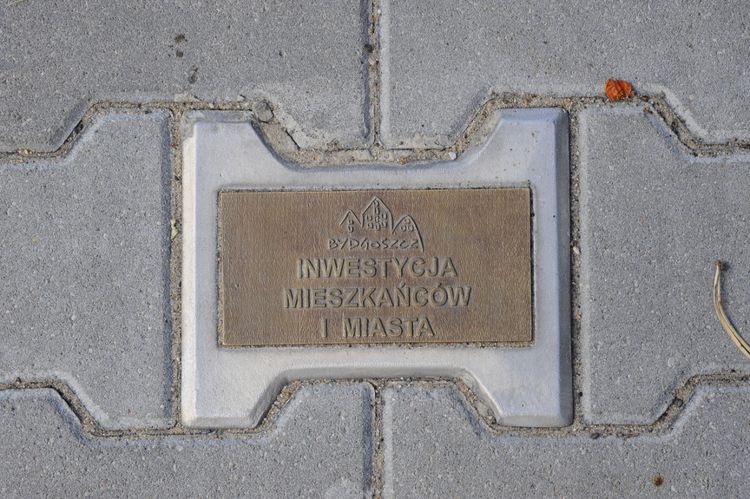 BYDGOSZCZ
INWESTYCJA
MIESZKAŃCÓW
I MIASTA